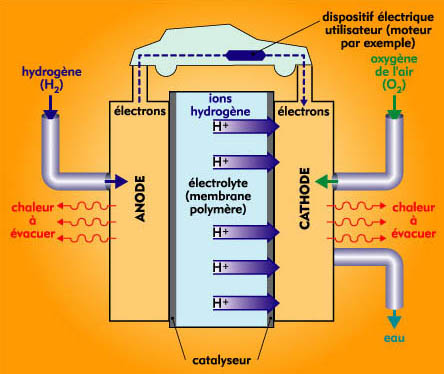 dispositif électrique
utilisateur (moteur
par exemple)
hydrogène
(H2)
oxygène
de l'air
(O2)
électrons
ions
hydrogène
électrons
H+
H+
ANODE
électrolyte
(membrane
polymère)
CATHODE
chaleur
à
évacuer
chaleur
à
évacuer
H+
H+
H+
eau
catalyseur